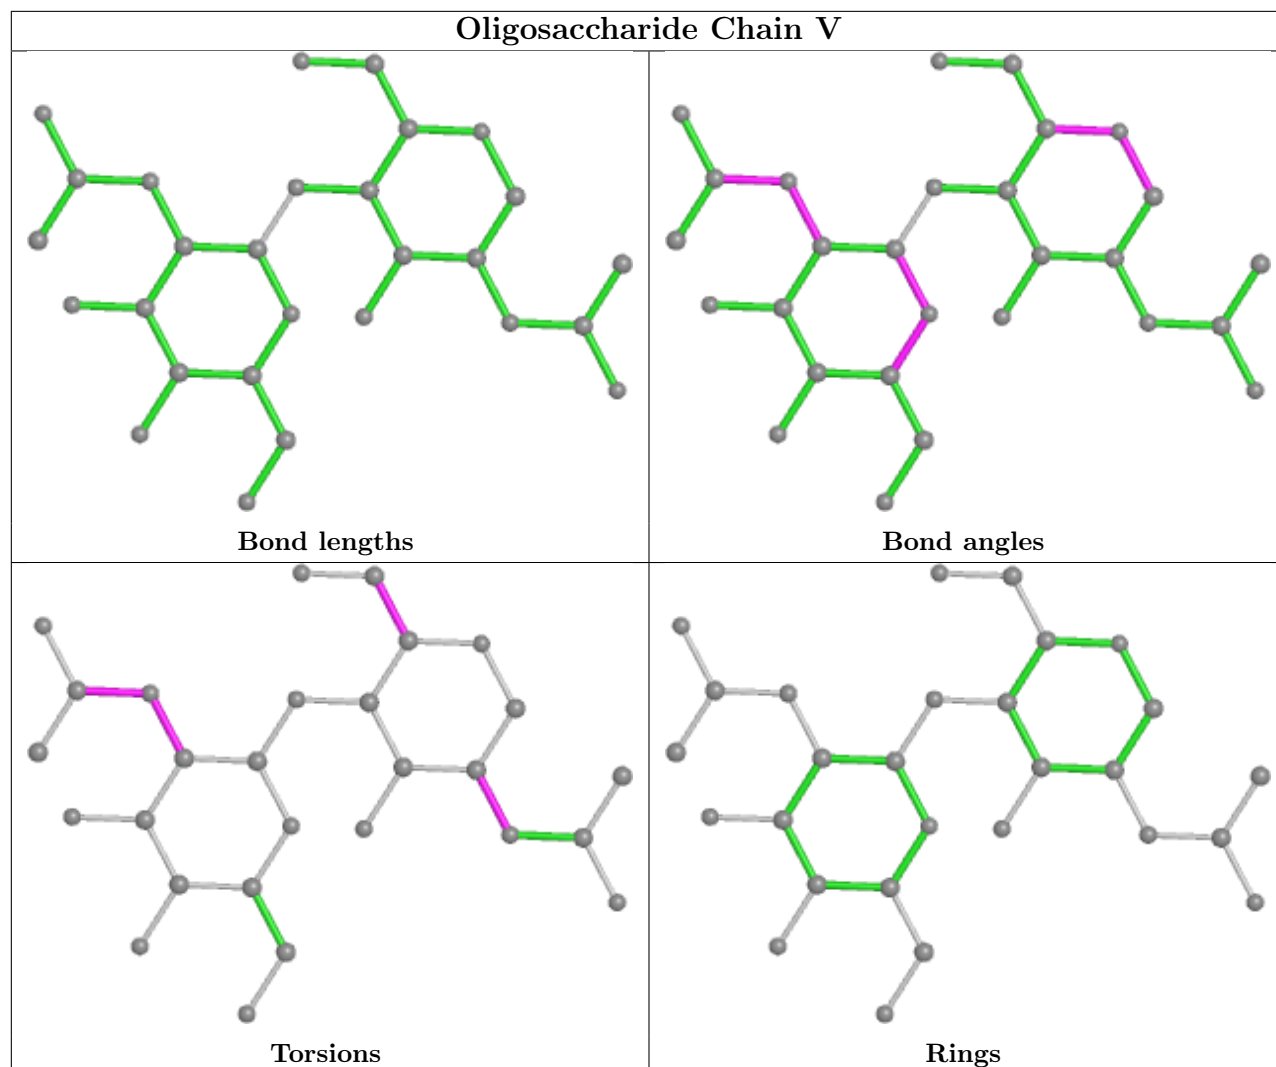 Oligosaccharide Chain V
Bond lengths
Bond angles
Torsions
Rings